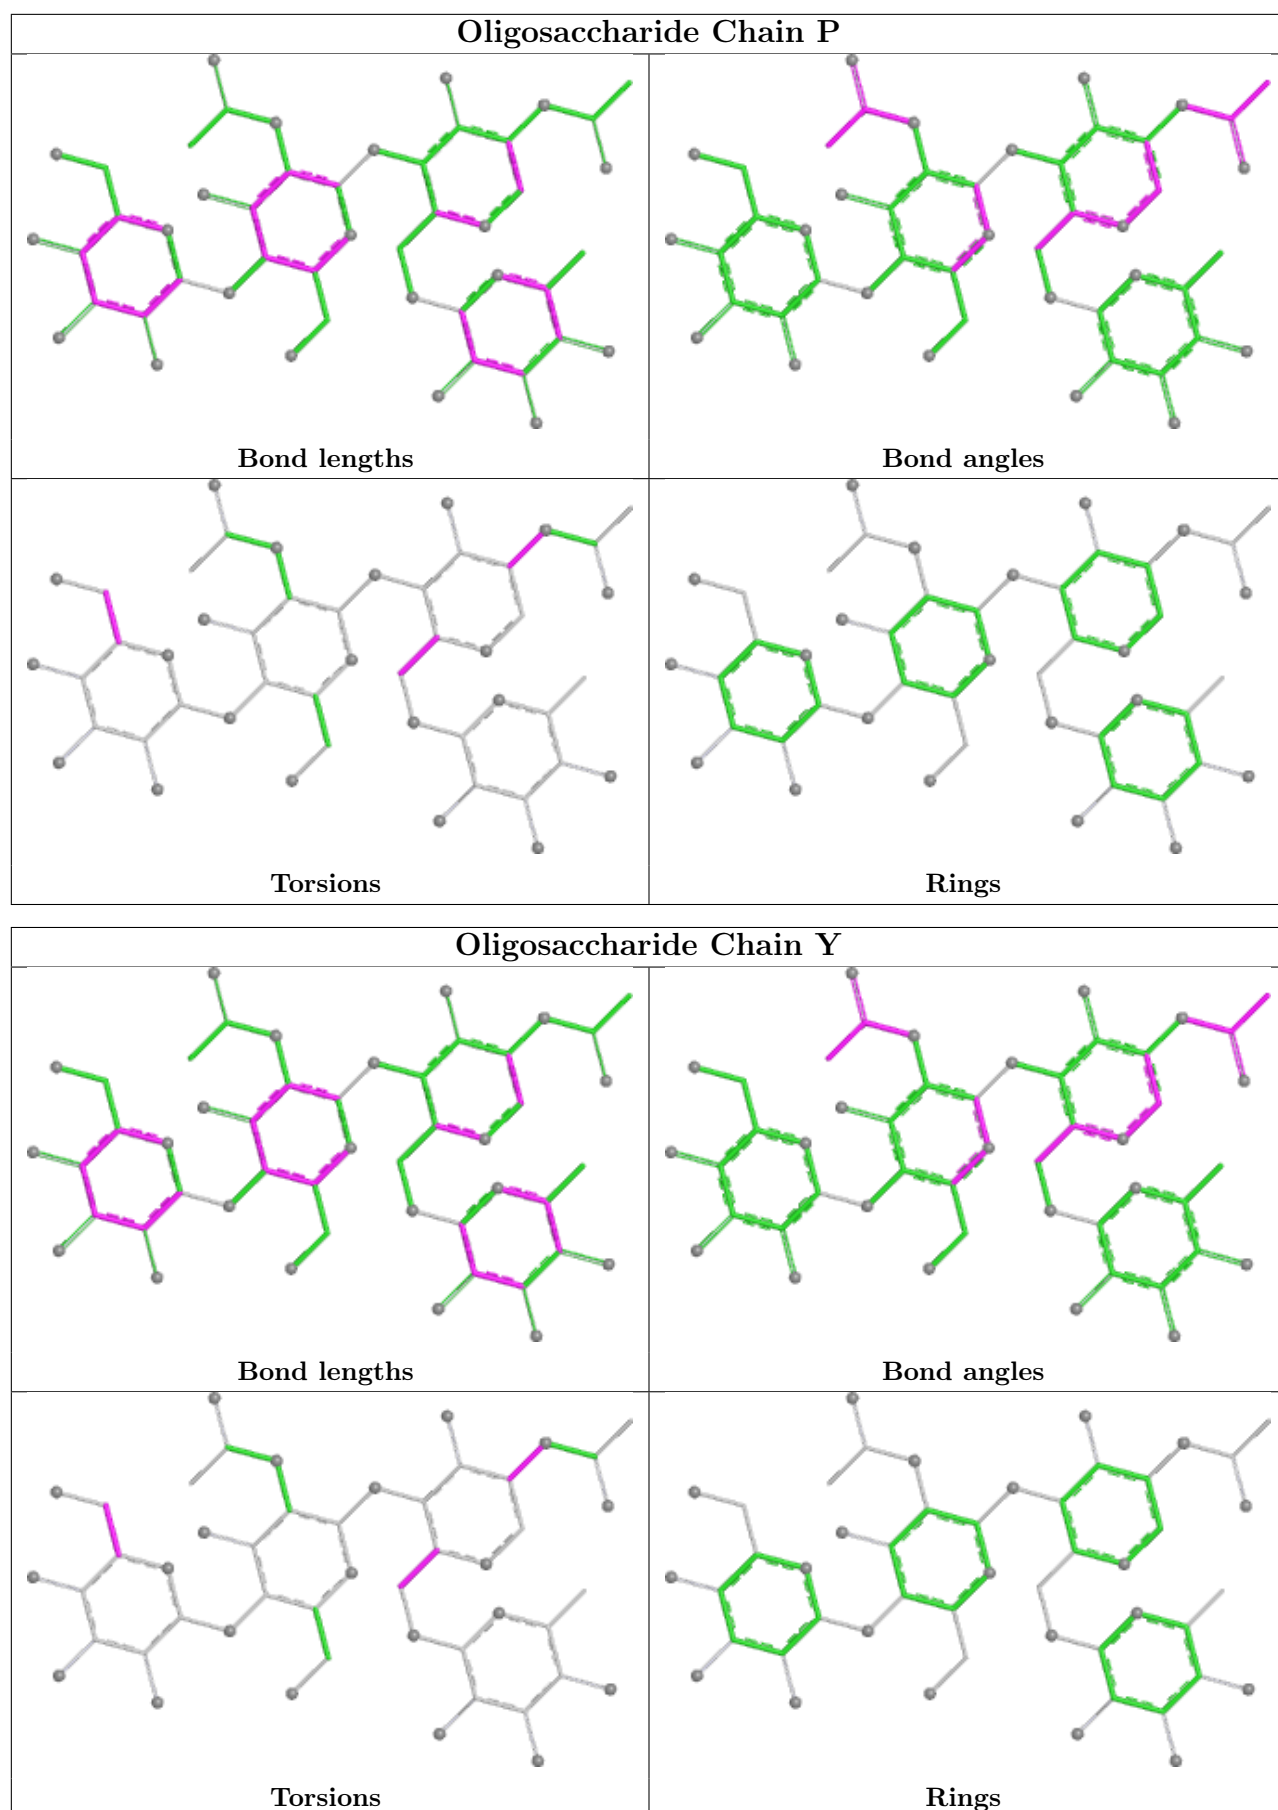 Oligosaccharide Chain P
Bond lengths
Bond angles
Torsions
Rings
Oligosaccharide Chain Y
Bond lengths
Bond angles
Torsions
Rings